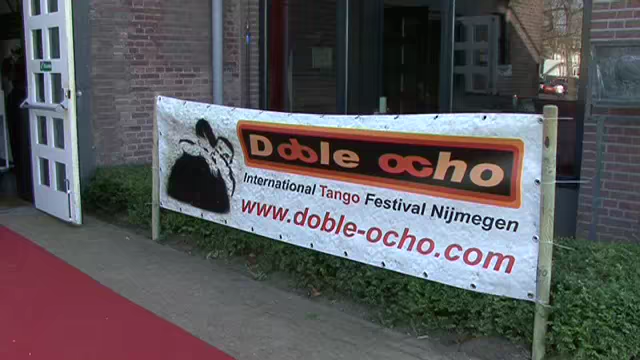 Doble ocho
International Tango Festival Nijmegen
www.doble-ocho.com